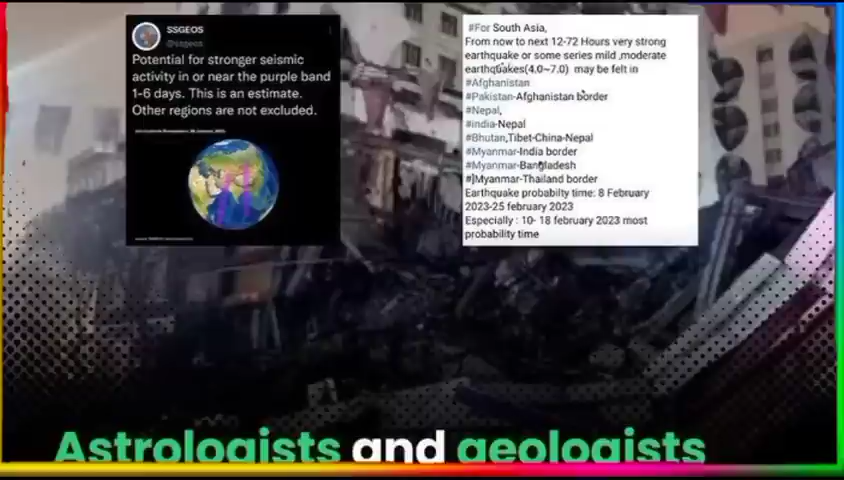 SSGEOS
@ssgeos
Potential for stronger seismic
activity in or near the purple band
1-6 days. This is an estimate.
Other regions are not excluded.
#For South Asia,
From now to next 12-72 Hours very strong
earthquake or some series mild ,moderate
earthquakes(4.0~7.0) may be felt in
#Afghanistan
#Pakistan-Afghanistan border
#Nepal,
#india-Nepal
#Bhutan,Tibet-China-Nepal
#Myanmar-India border
#Myanmar-Bangladesh
#]Myanmar-Thailand border
Earthquake probabilty time: 8 February
2023-25 february 2023
Especially : 10- 18 february 2023 most
probability time
Astrologists and geologists